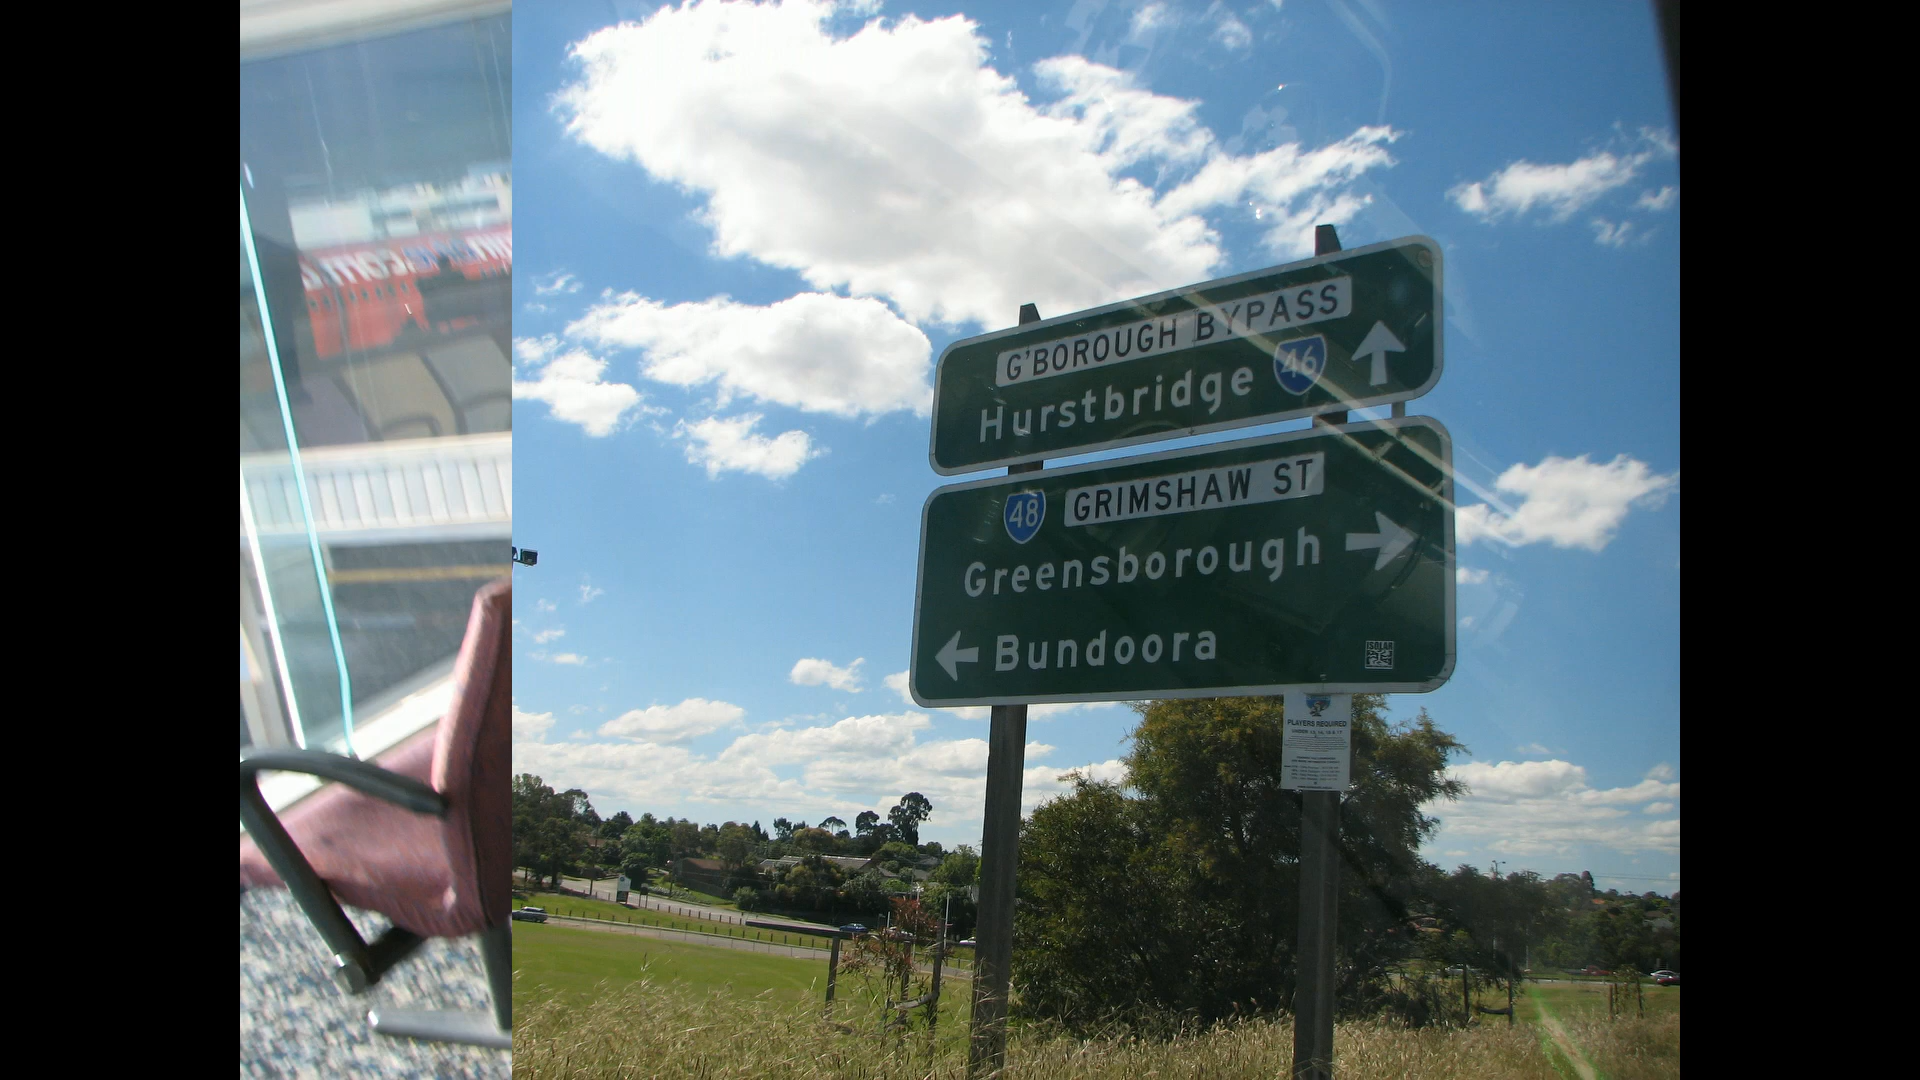 G'BOROUGH BYPASS
Hurstbridge 46
48 GRIMSHAW ST
Greensborough
Bundoora
PLAYERS REQUIRED